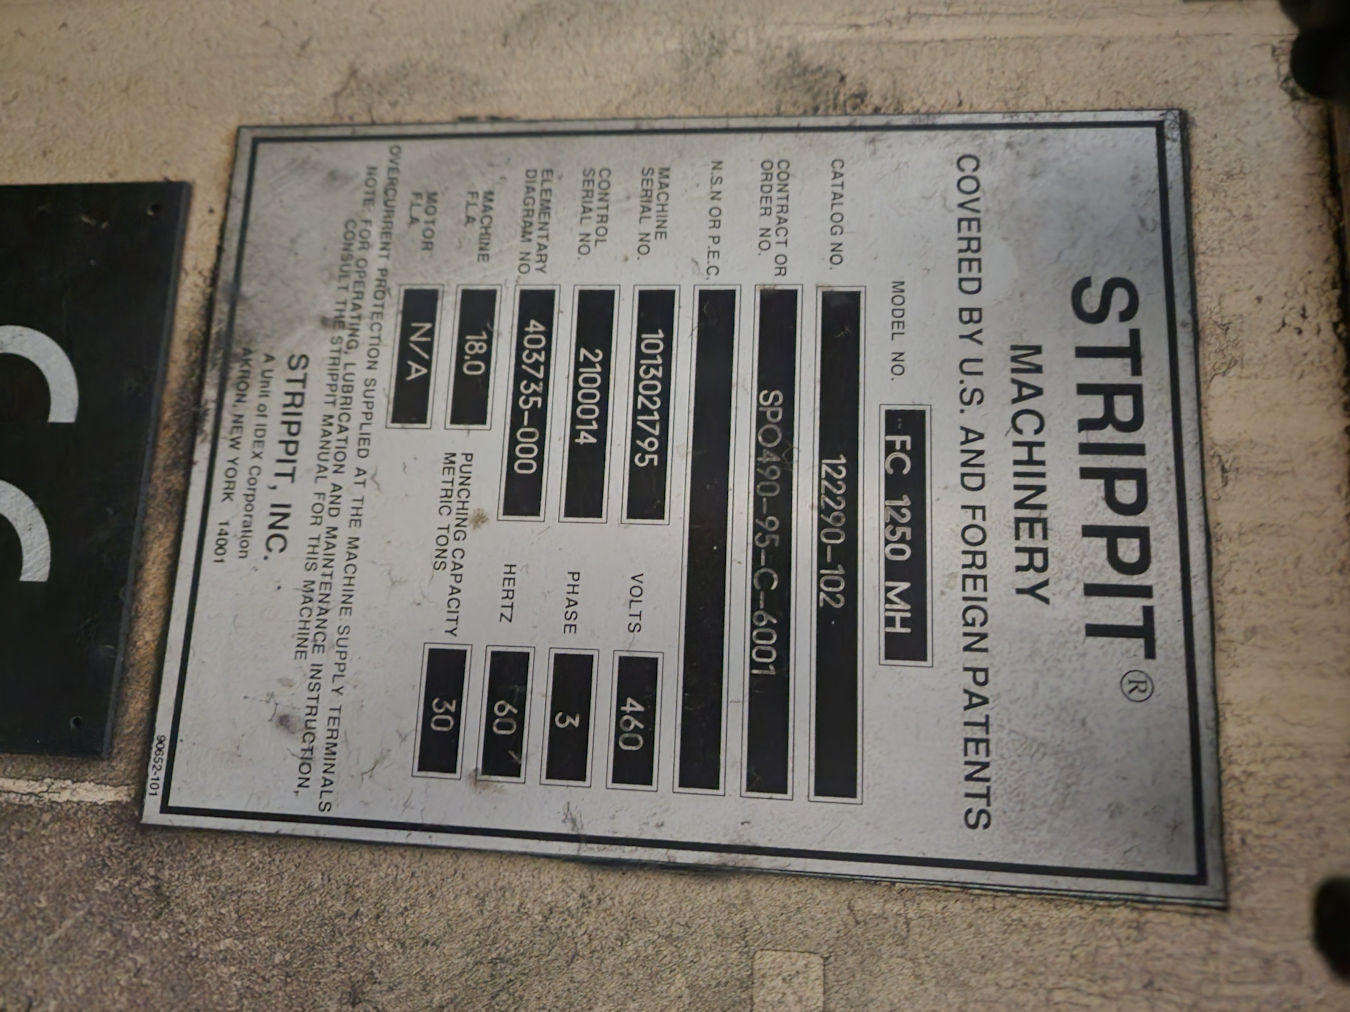 STRIPPIT®
MACHINERY
COVERED BY U.S. AND FOREIGN PATENTS
MODEL NO. FC 1250 MH
CATALOG NO. 122290-102
CONTRACT OR
ORDER NO. SPO490-95-C-6001
N.S.N OR P.E.C.
MACHINE
SERIAL NO. 1013021795
VOLTS 460
CONTROL
SERIAL NO. 2100014
PHASE 3
ELEMENTARY
DIAGRAM NO. 403735-000
HERTZ 60
MACHINE
F.L.A. 18.0
PUNCHING CAPACITY
METRIC TONS 30
MOTOR
F.L.A. N/A
OVERCURRENT PROTECTION SUPPLIED AT THE MACHINE SUPPLY TERMINALS
NOTE: FOR OPERATING, LUBRICATION AND MAINTENANCE INSTRUCTION,
CONSULT THE STRIPPIT MANUAL FOR THIS MACHINE
STRIPPIT, INC.
A Unit of IDEX Corporation
AKRON, NEW YORK 14001
90652-101